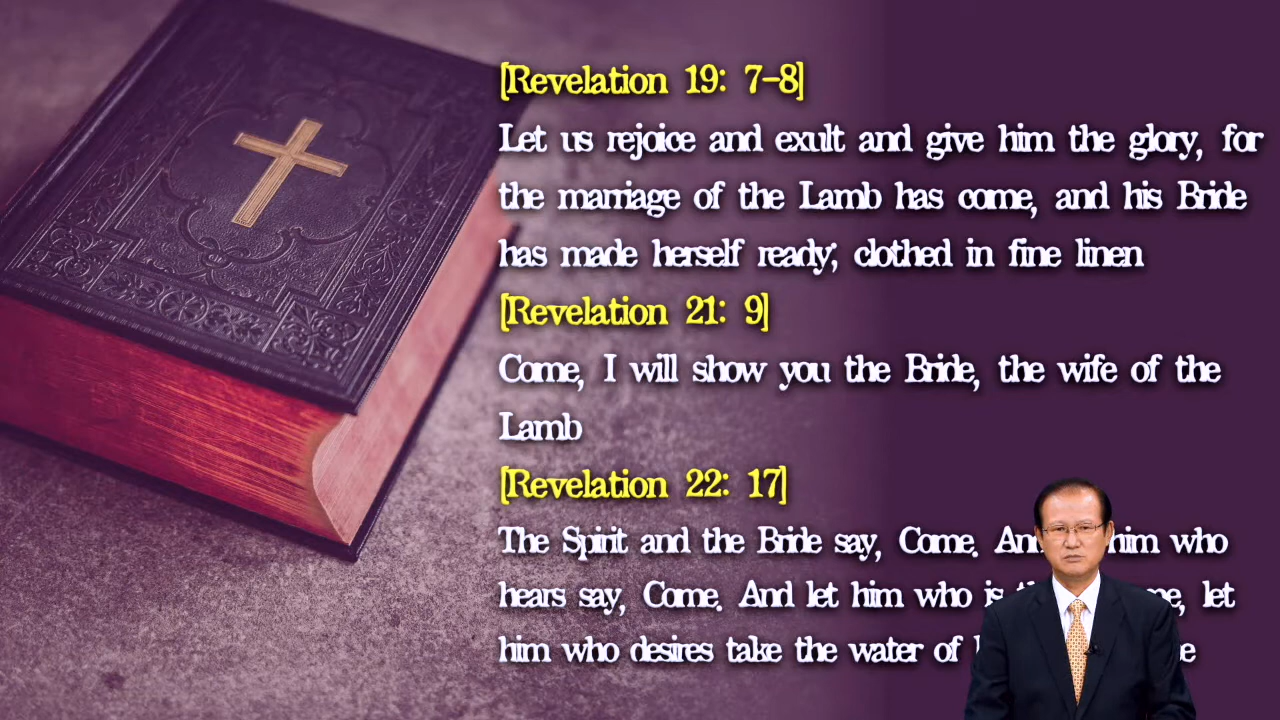 [Revelation 19: 7-8]
Let us rejoice and exult and give him the glory, for
the marriage of the Lamb has come, and his Bride
has made herself ready; clothed in fine linen
[Revelation 21: 9]
Come, I will show you the Bride, the wife of the
Lamb
[Revelation 22: 17]
The Spirit and the Bride say, Come. And him who
hears say, Come. And let him who is let
him who desires take the water of